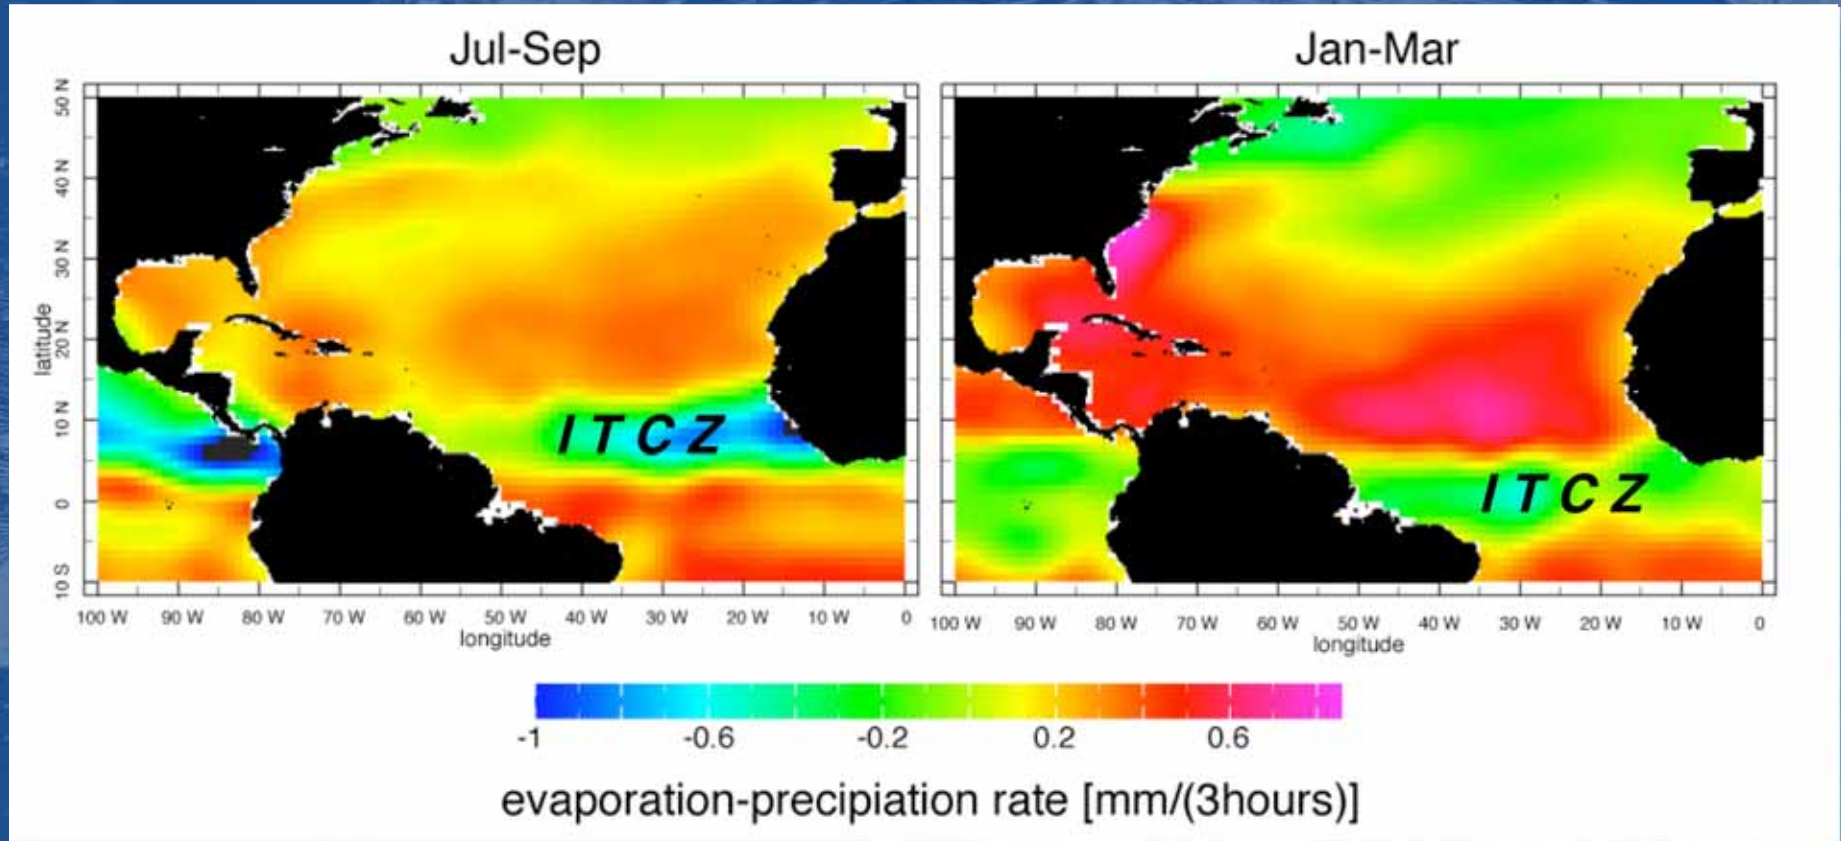 Jul-Sep
Jan-Mar
50 N
40 N
30 N
20 N
10 N
0
10 S
latitude
I T C Z
I T C Z
100 W 90 W 80 W 70 W 60 W 50 W 40 W 30 W 20 W 10 W 0
longitude
100 W 90 W 80 W 70 W 60 W 50 W 40 W 30 W 20 W 10 W 0
longitude
-1 -0.6 -0.2 0.2 0.6
evaporation-precipiation rate [mm/(3hours)]